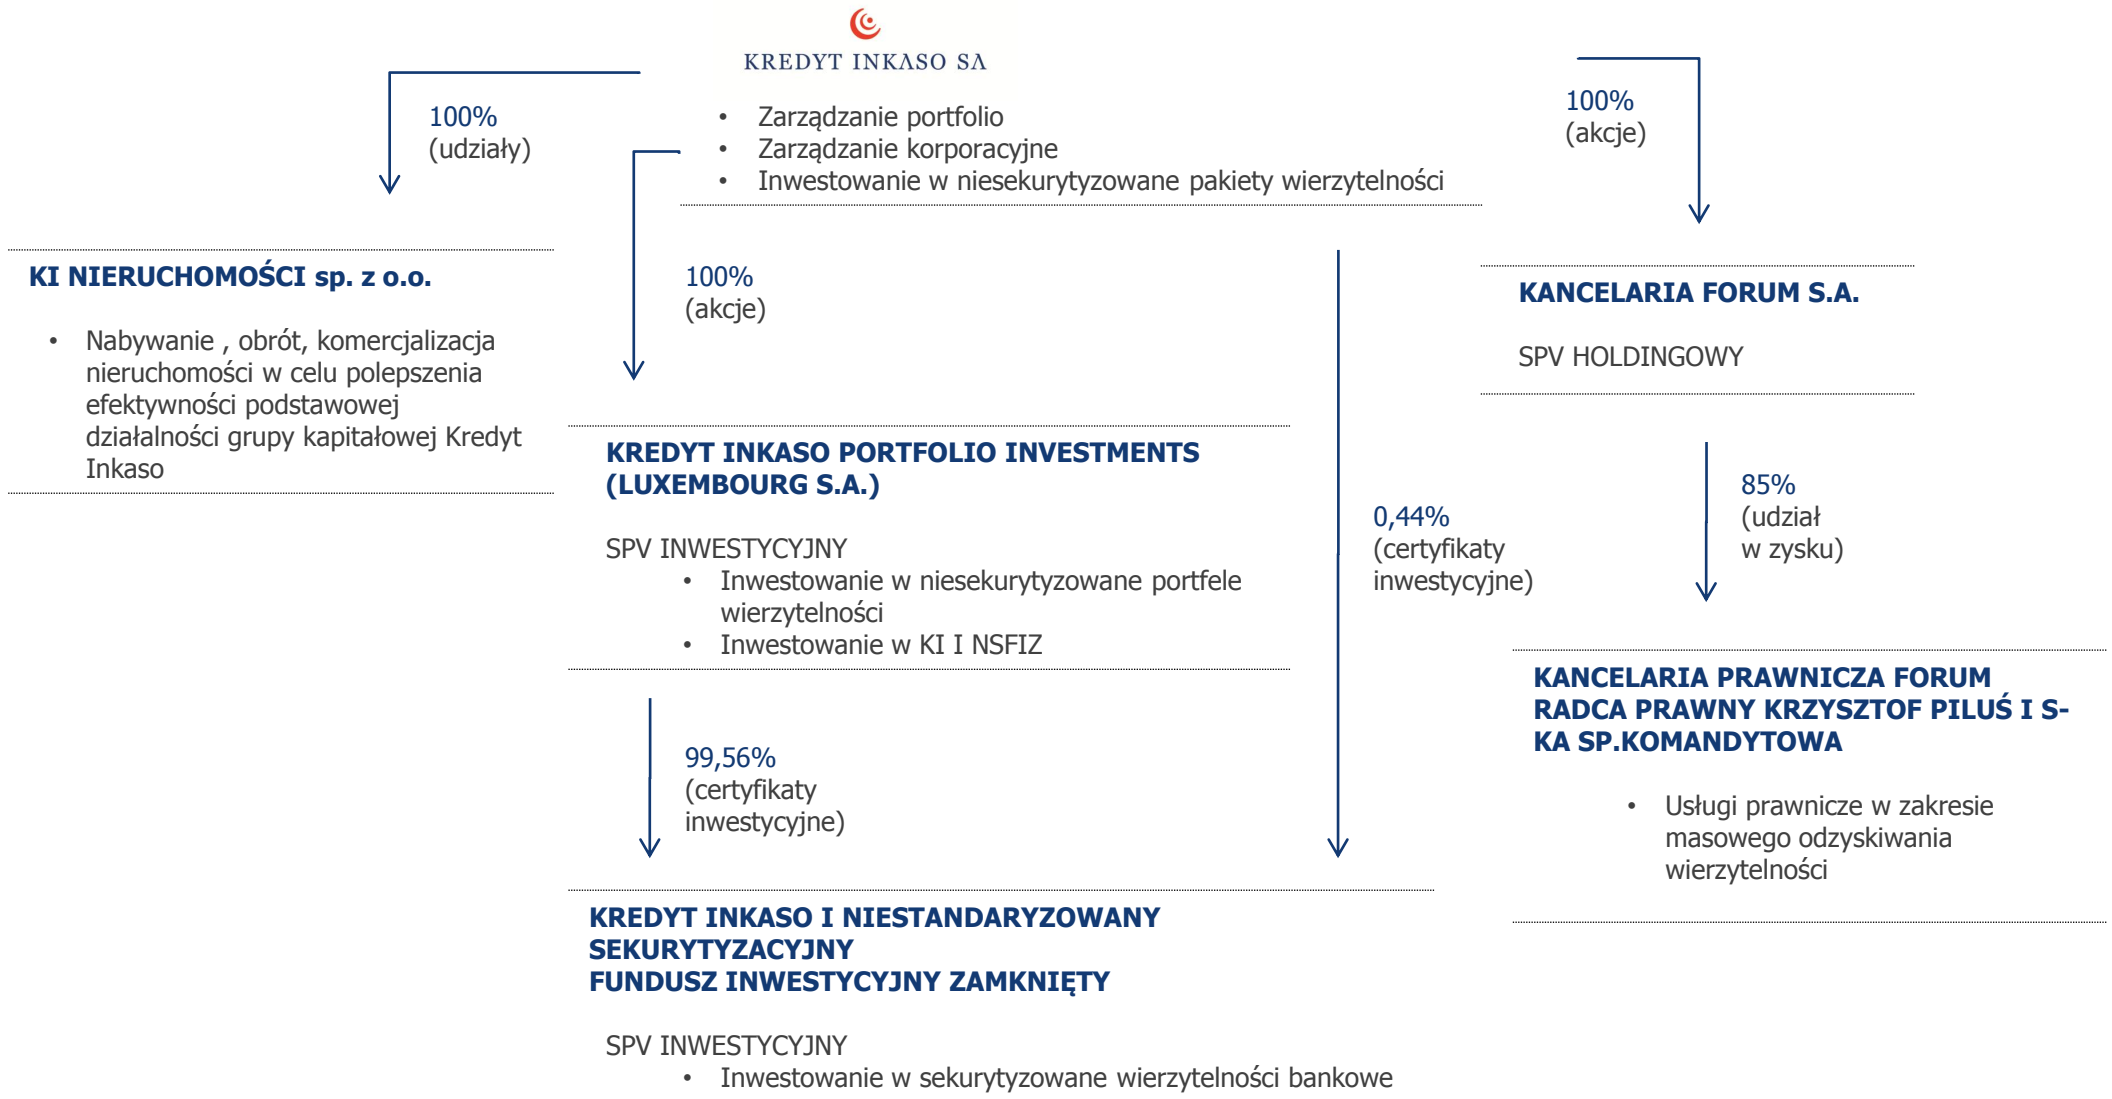 KREDYT INKASO SA
100%
(udziały)
• Zarządzanie portfolio
• Zarządzanie korporacyjne
• Inwestowanie w niesekurytyzowane pakiety wierzytelności
100%
(akcje)
KI NIERUCHOMOŚCI sp. z o.o.
• Nabywanie , obrót, komercjalizacja
nieruchomości w celu polepszenia
efektywności podstawowej
działalności grupy kapitałowej Kredyt
Inkaso
100%
(akcje)
KANCELARIA FORUM S.A.
SPV HOLDINGOWY
KREDYT INKASO PORTFOLIO INVESTMENTS
(LUXEMBOURG S.A.)
SPV INWESTYCYJNY
• Inwestowanie w niesekurytyzowane portfele
wierzytelności
• Inwestowanie w KI I NSFIZ
0,44%
(certyfikaty
inwestycyjne)
85%
(udział
w zysku)
KANCELARIA PRAWNICZA FORUM
RADCA PRAWNY KRZYSZTOF PILUŚ I S-
KA SP.KOMANDYTOWA
• Usługi prawnicze w zakresie
masowego odzyskiwania
wierzytelności
99,56%
(certyfikaty
inwestycyjne)
KREDYT INKASO I NIESTANDARYZOWANY
SEKURYTYZACYJNY
FUNDUSZ INWESTYCYJNY ZAMKNIĘTY
SPV INWESTYCYJNY
• Inwestowanie w sekurytyzowane wierzytelności bankowe